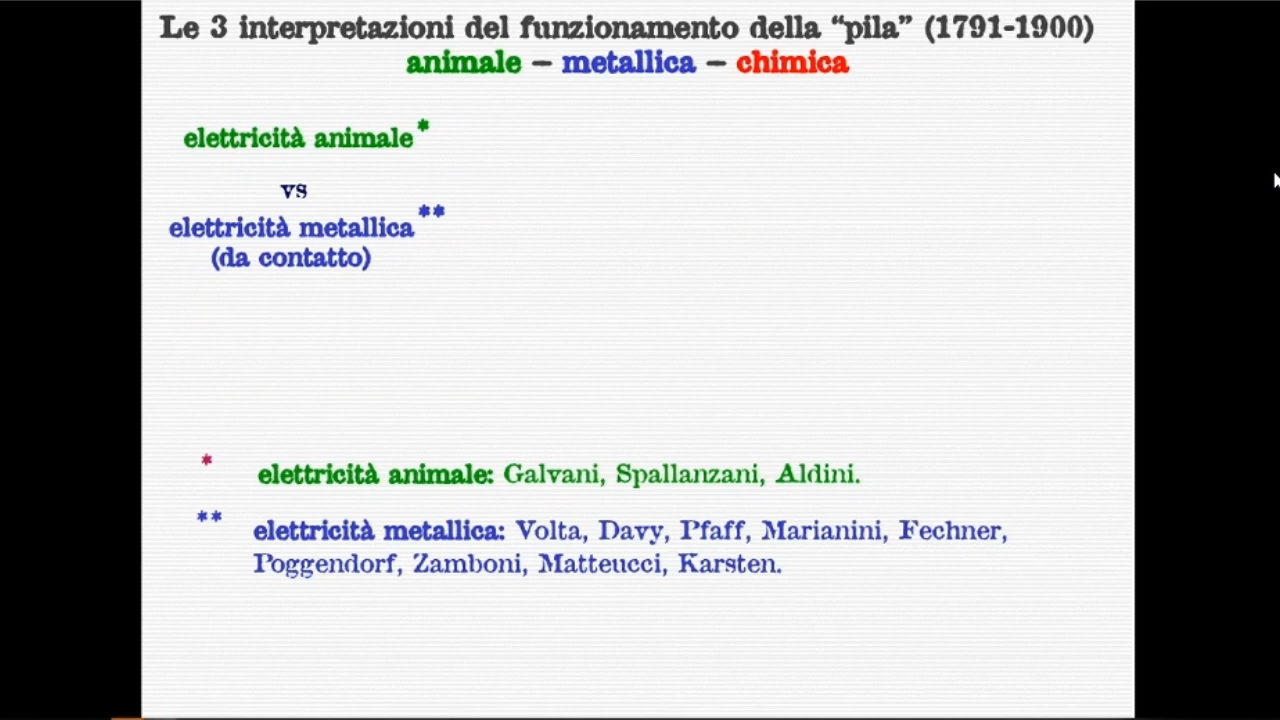 Le 3 interpretazioni del funzionamento della “pila” (1791-1900)
animale – metallica – chimica
elettricità animale*
vs
elettricità metallica**
(da contatto)
* elettricità animale: Galvani, Spallanzani, Aldini.
** elettricità metallica: Volta, Davy, Pfaff, Marianini, Fechner,
Poggendorf, Zamboni, Matteucci, Karsten.